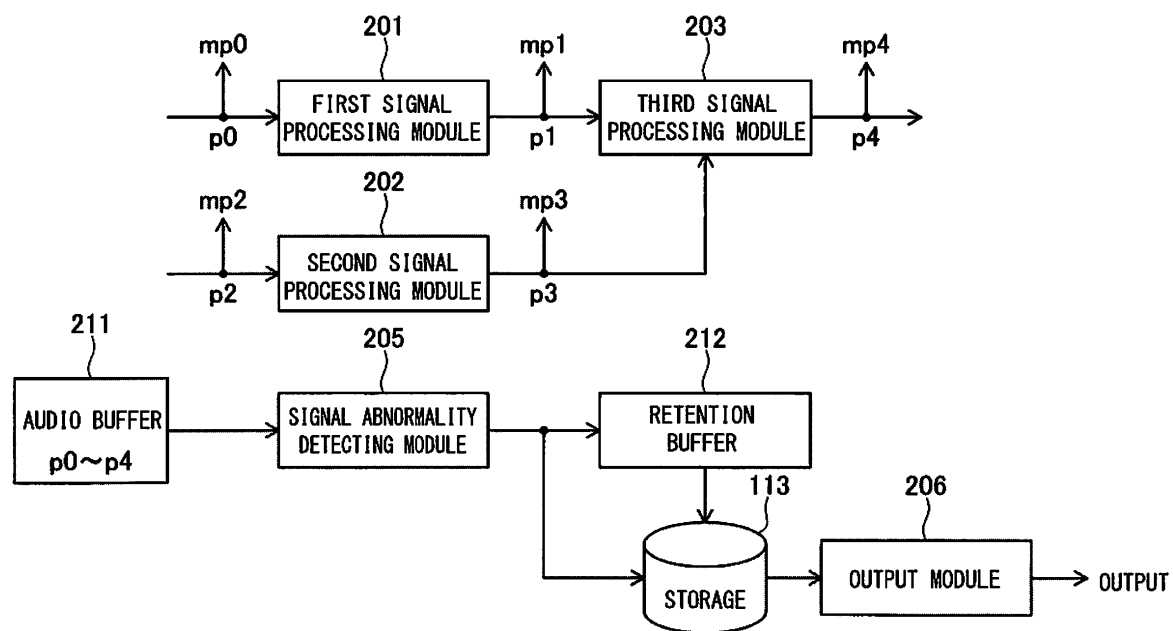 201
203
mp0
mp1
mp4
FIRST SIGNAL
PROCESSING MODULE
THIRD SIGNAL
PROCESSING MODULE
p0
p1
p4
202
mp2
mp3
SECOND SIGNAL
PROCESSING MODULE
p2
p3
211
205
212
AUDIO BUFFER
p0～p4
SIGNAL ABNORMALITY
DETECTING MODULE
RETENTION
BUFFER
113
206
STORAGE
OUTPUT MODULE
OUTPUT